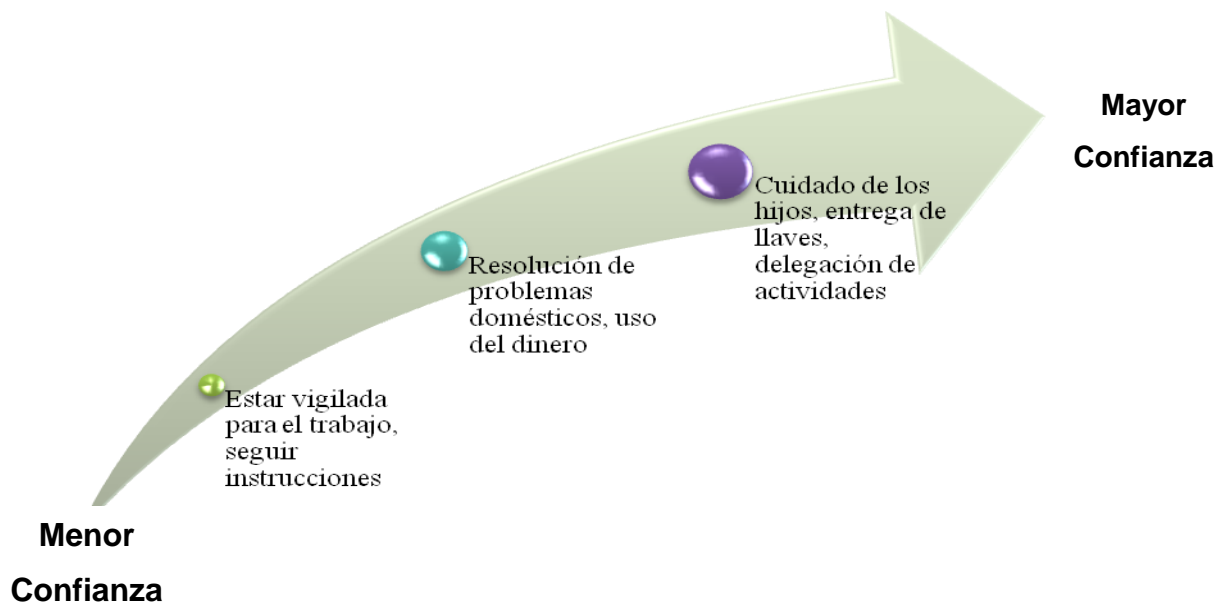 Mayor
Confianza
Cuidado de los
hijos, entrega de
llaves,
delegación de
actividades
Resolución de
problemas
domésticos, uso
del dinero
Estar vigilada
para el trabajo,
seguir
instrucciones
Menor
Confianza